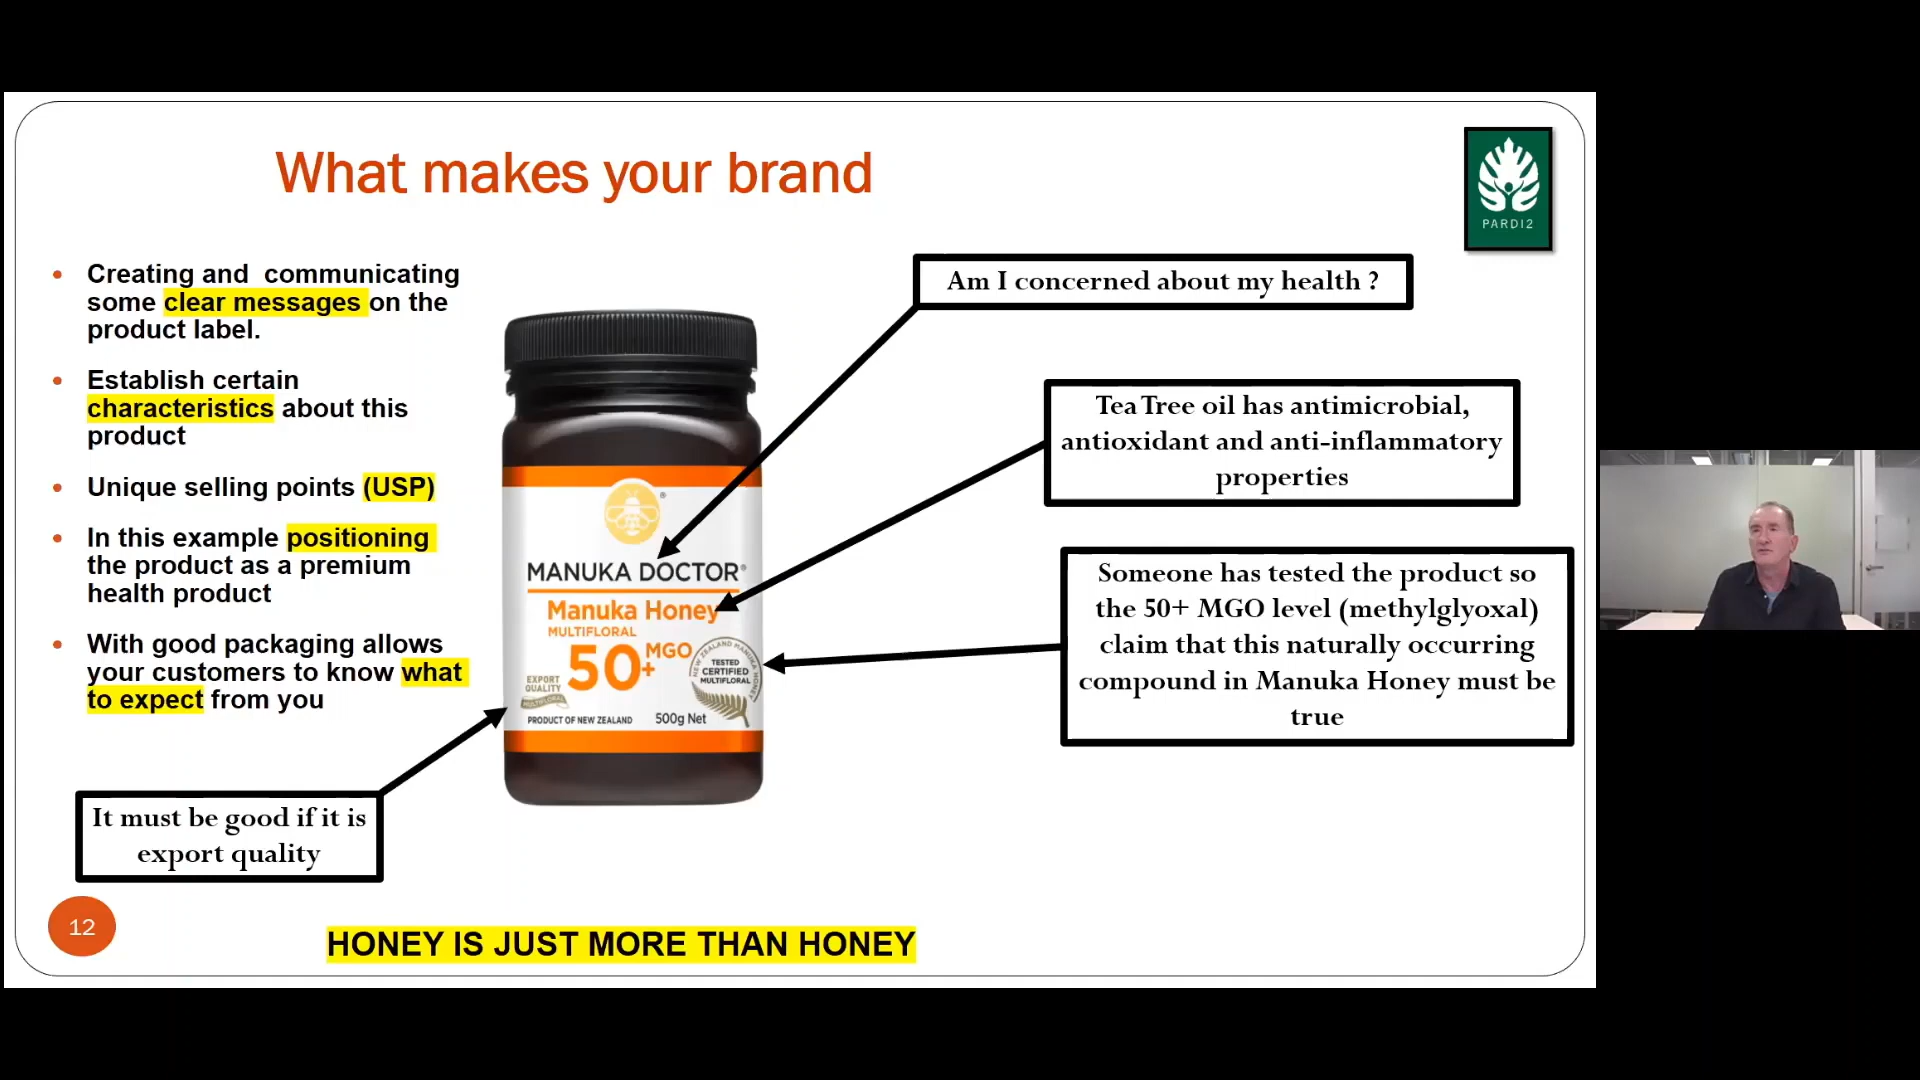 What makes your brand
PARDI2
Creating and communicating
some clear messages on the
product label.
Establish certain
characteristics about this
product
Unique selling points (USP)
In this example positioning
the product as a premium
health product
With good packaging allows
your customers to know what
to expect from you
Am I concerned about my health ?
Tea Tree oil has antimicrobial,
antioxidant and anti-inflammatory
properties
Someone has tested the product so
the 50+ MGO level (methylglyoxal)
claim that this naturally occurring
compound in Manuka Honey must be
true
It must be good if it is
export quality
®
MANUKA DOCTOR®
Manuka Honey
MULTIFLORAL
50+ MGO
EXPORT
QUALITY
MULTIFLORAL
NEW ZEALAND MANUKA HONEY
TESTED
CERTIFIED
MULTIFLORAL
PRODUCT OF NEW ZEALAND
500g Net
12
HONEY IS JUST MORE THAN HONEY